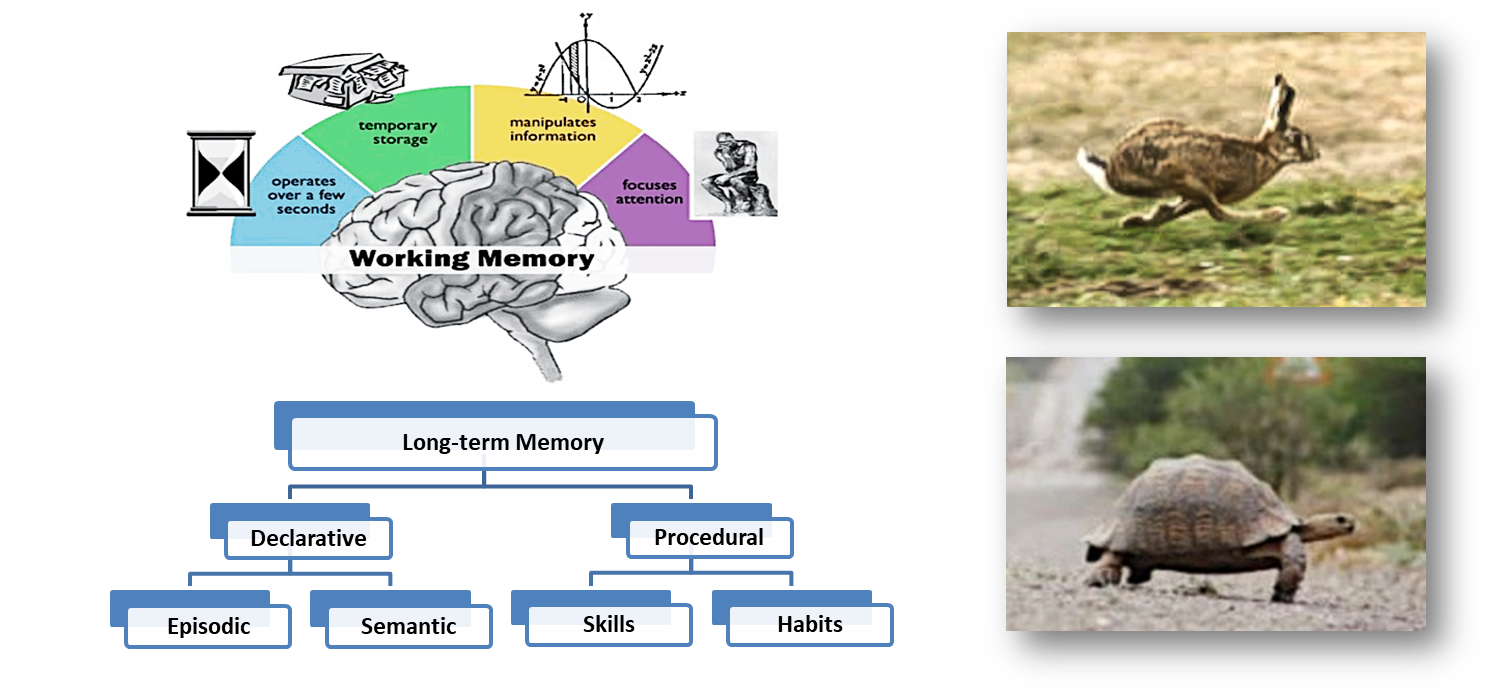 temporary
storage
manipulates
information
operates
over a few
seconds
focuses
attention
Working Memory
Long-term Memory
Declarative
Procedural
Episodic
Semantic
Skills
Habits